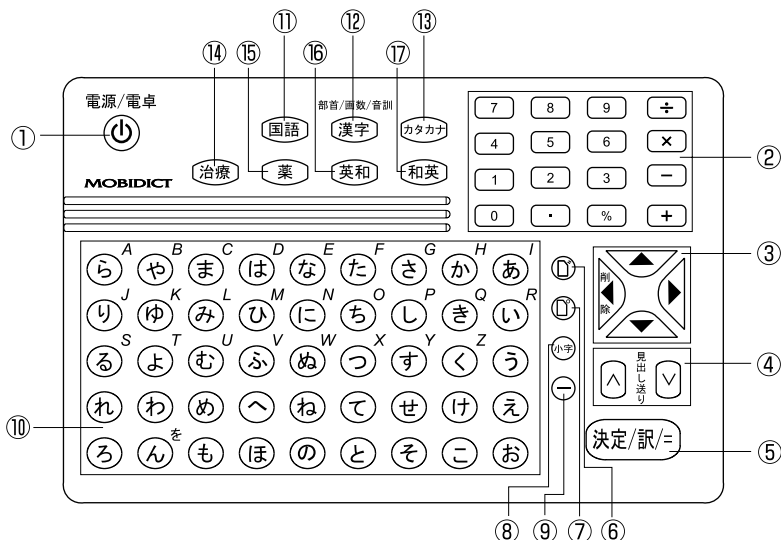 ⑪ ⑫ ⑬
⑭ ⑮ ⑯ ⑰
電源/電卓
部首/画数/音訓
国語 漢字 カタカナ
①
治療 薬 英和 和英
MOBIDICT
7 8 9 ÷
4 5 6 ×
1 2 3 −
0 . % +
②
A B C D E F G H I
ら や ま は な た さ か あ
J K L M N O P Q R
り ゆ み ひ に ち し き い
S T U V W X Y Z
る よ む ふ ぬ つ す く う
れ わ め へ ね て せ け え
を
ろ ん も ほ の と そ こ お
⑩
小字
ー
削除
③
見出し送り
④
決定/訳/=
⑤
⑧ ⑨ ⑦ ⑥